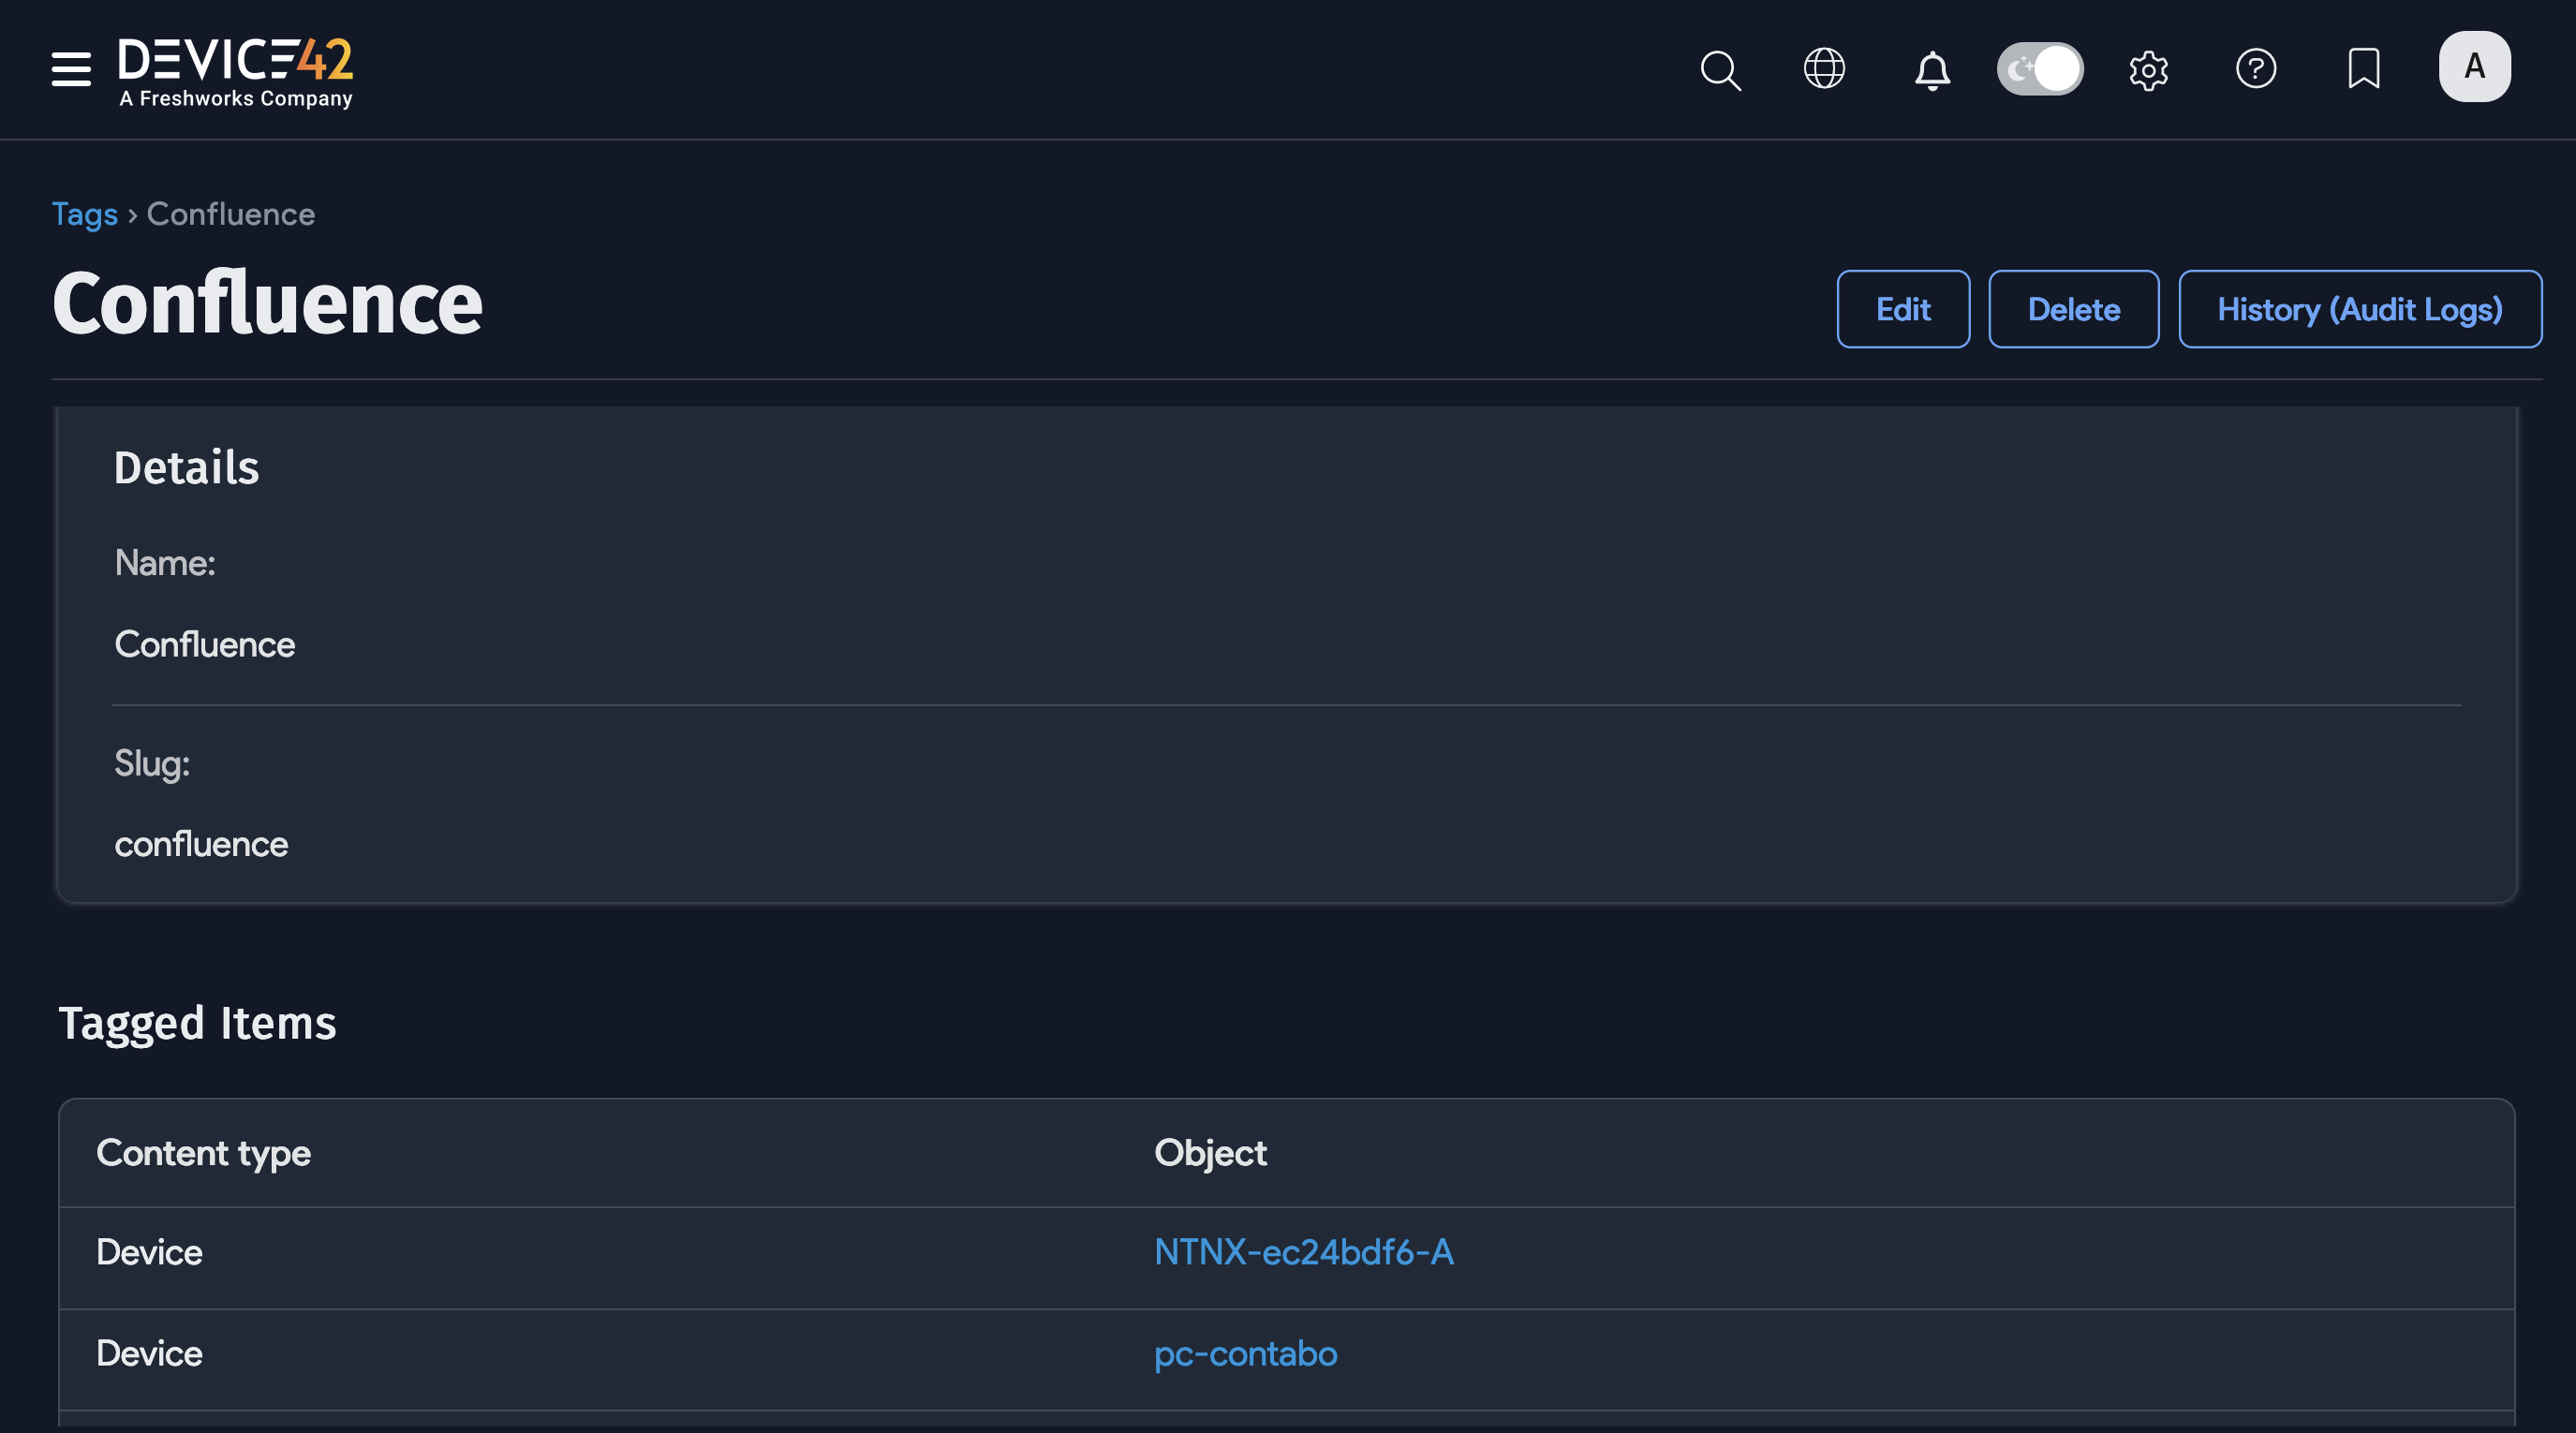 DEVICE42
A Freshworks Company
A
Tags › Confluence
Confluence
Edit
Delete
History (Audit Logs)
Details
Name:
Confluence
Slug:
confluence
Tagged Items
Content type Object
Device NTNX-ec24bdf6-A
Device pc-contabo